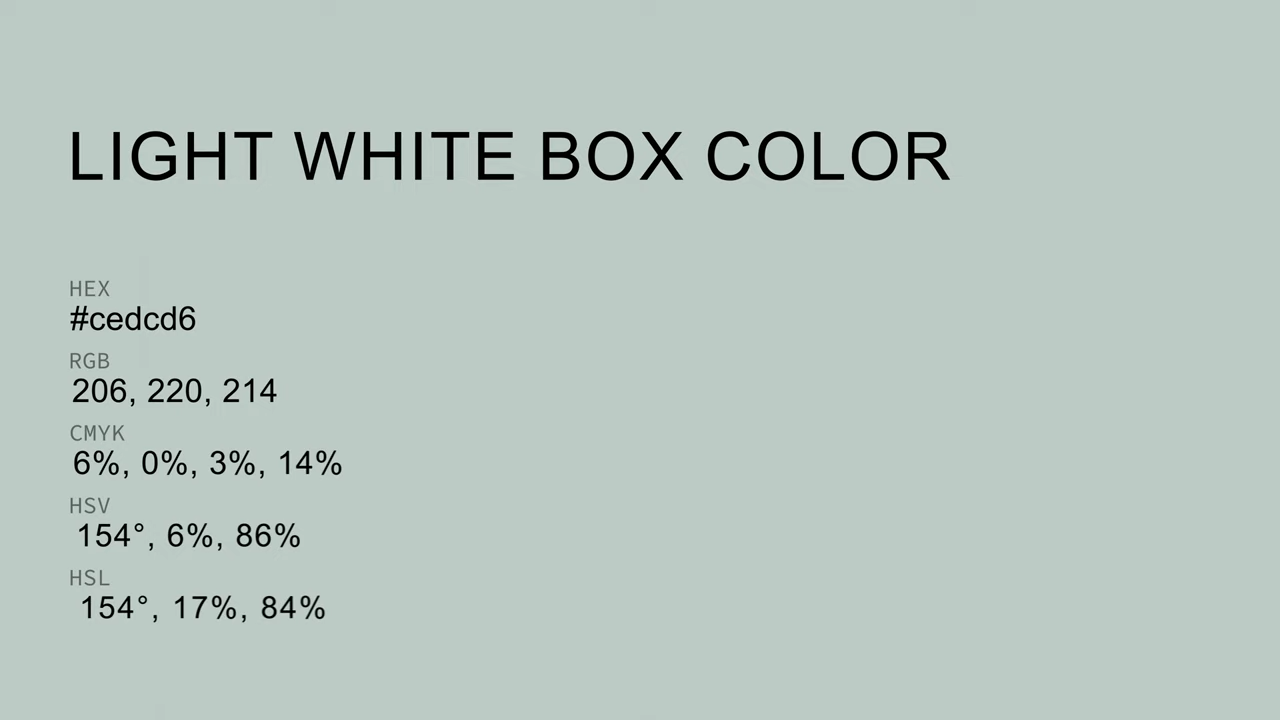 LIGHT WHITE BOX COLOR
HEX
#cedcd6
RGB
206, 220, 214
CMYK
6%, 0%, 3%, 14%
HSV
154°, 6%, 86%
HSL
154°, 17%, 84%